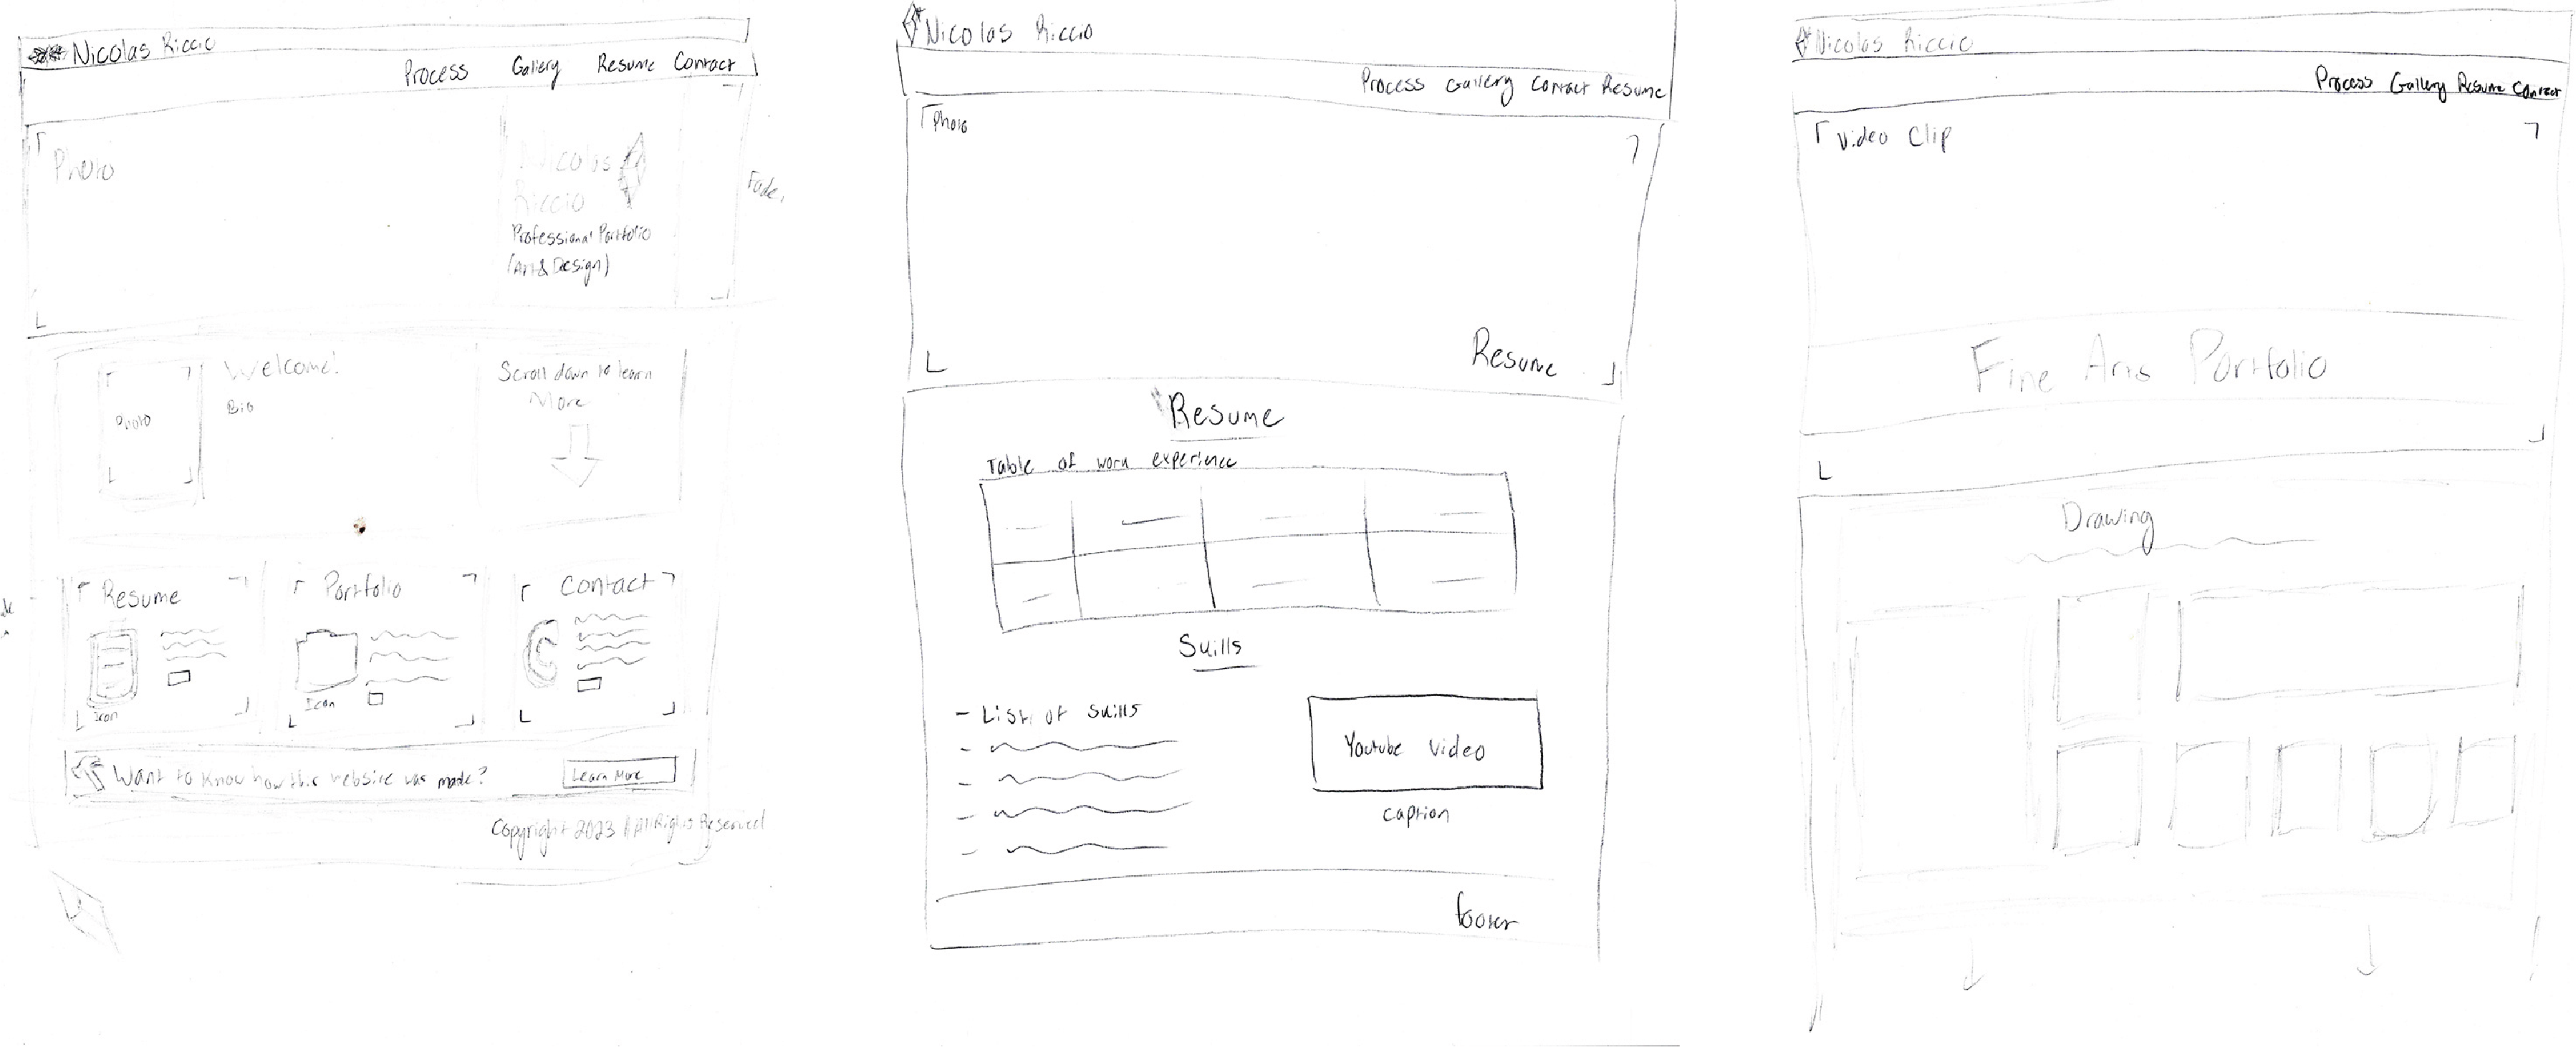 Nicolas Riccio
Process Gallery Resume Contact
Photo
Nicolas
Riccio
Professional Portfolio
(Art & Design)
Fade
Welcome!
Bio
Photo
Scroll down to learn
More
Resume
Icon
Portfolio
Icon
Contact
Want to know how this website was made?
Learn More
Copyright 2023 All Rights Reserved
Nicolas Riccio
Process Gallery Contact Resume
Photo
Resume
Resume
Table of work experience
Skills
- List of skills
Youtube video
caption
footer
Nicolas Riccio
Process Gallery Resume Contact
Video Clip
Fine Arts Portfolio
Drawing